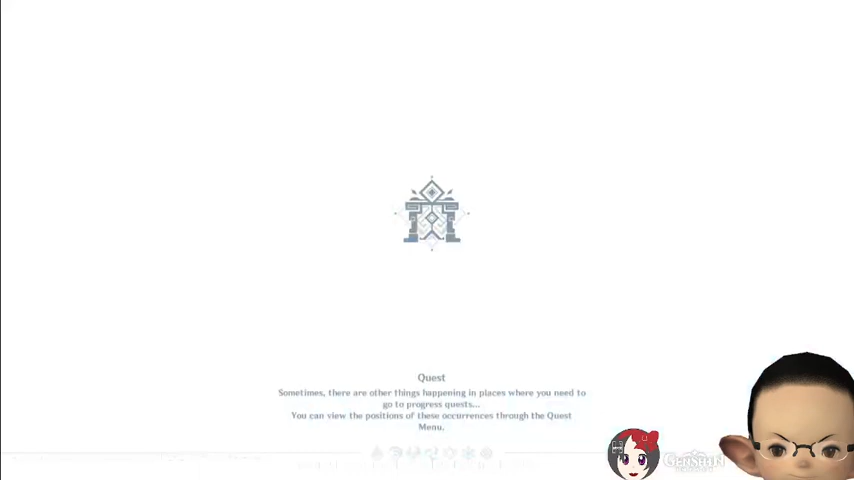 Quest
Sometimes, there are other things happening in places where you need to
go to progress quests...
You can view the positions of these occurrences through the Quest
Menu.
Genshin